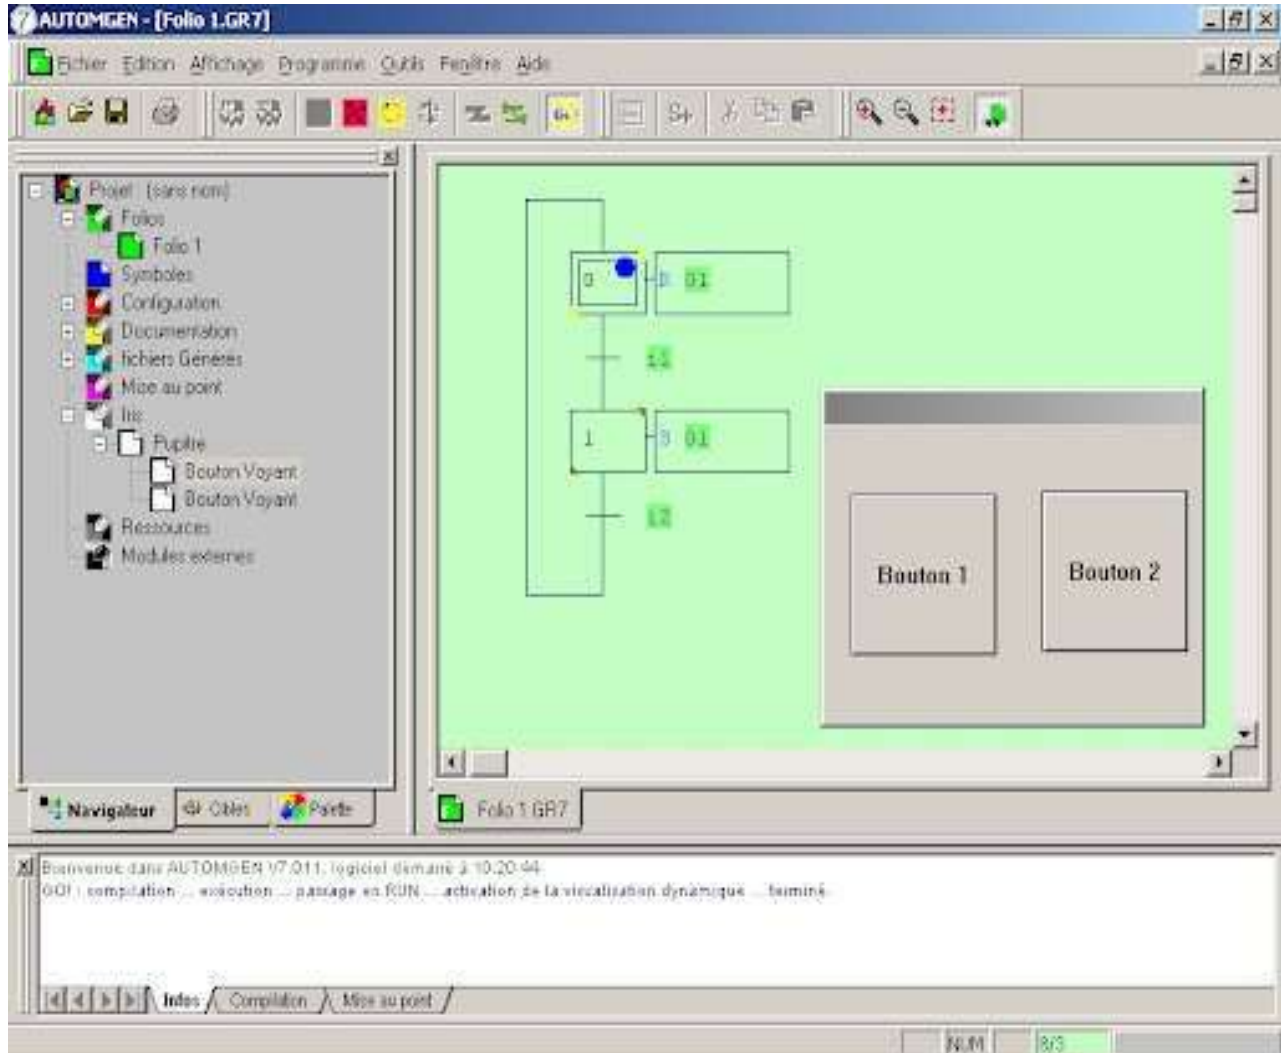 AUTOMGEN - [Folio 1.GR7]
Fichier Edition Affichage Programme Outils Fenêtre Aide
Projet (sans nom)
Folios
Folio 1
Symboles
Configuration
Documentation
fichiers Générés
Mise au point
Iris
Pupitre
Bouton Voyant
Bouton Voyant
Ressources
Modules externes
Navigateur Cibles Palette
0
O1
i1
1
O1
i2
Bouton 1 Bouton 2
Folio 1.GR7
Bienvenue dans AUTOMGEN V7.011, logiciel démarré à 10:20:44
GO! : compilation ... exécution ... passage en RUN ... activation de la visualisation dynamique ... terminé.
Infos Compilation Mise au point
NUM 8/3